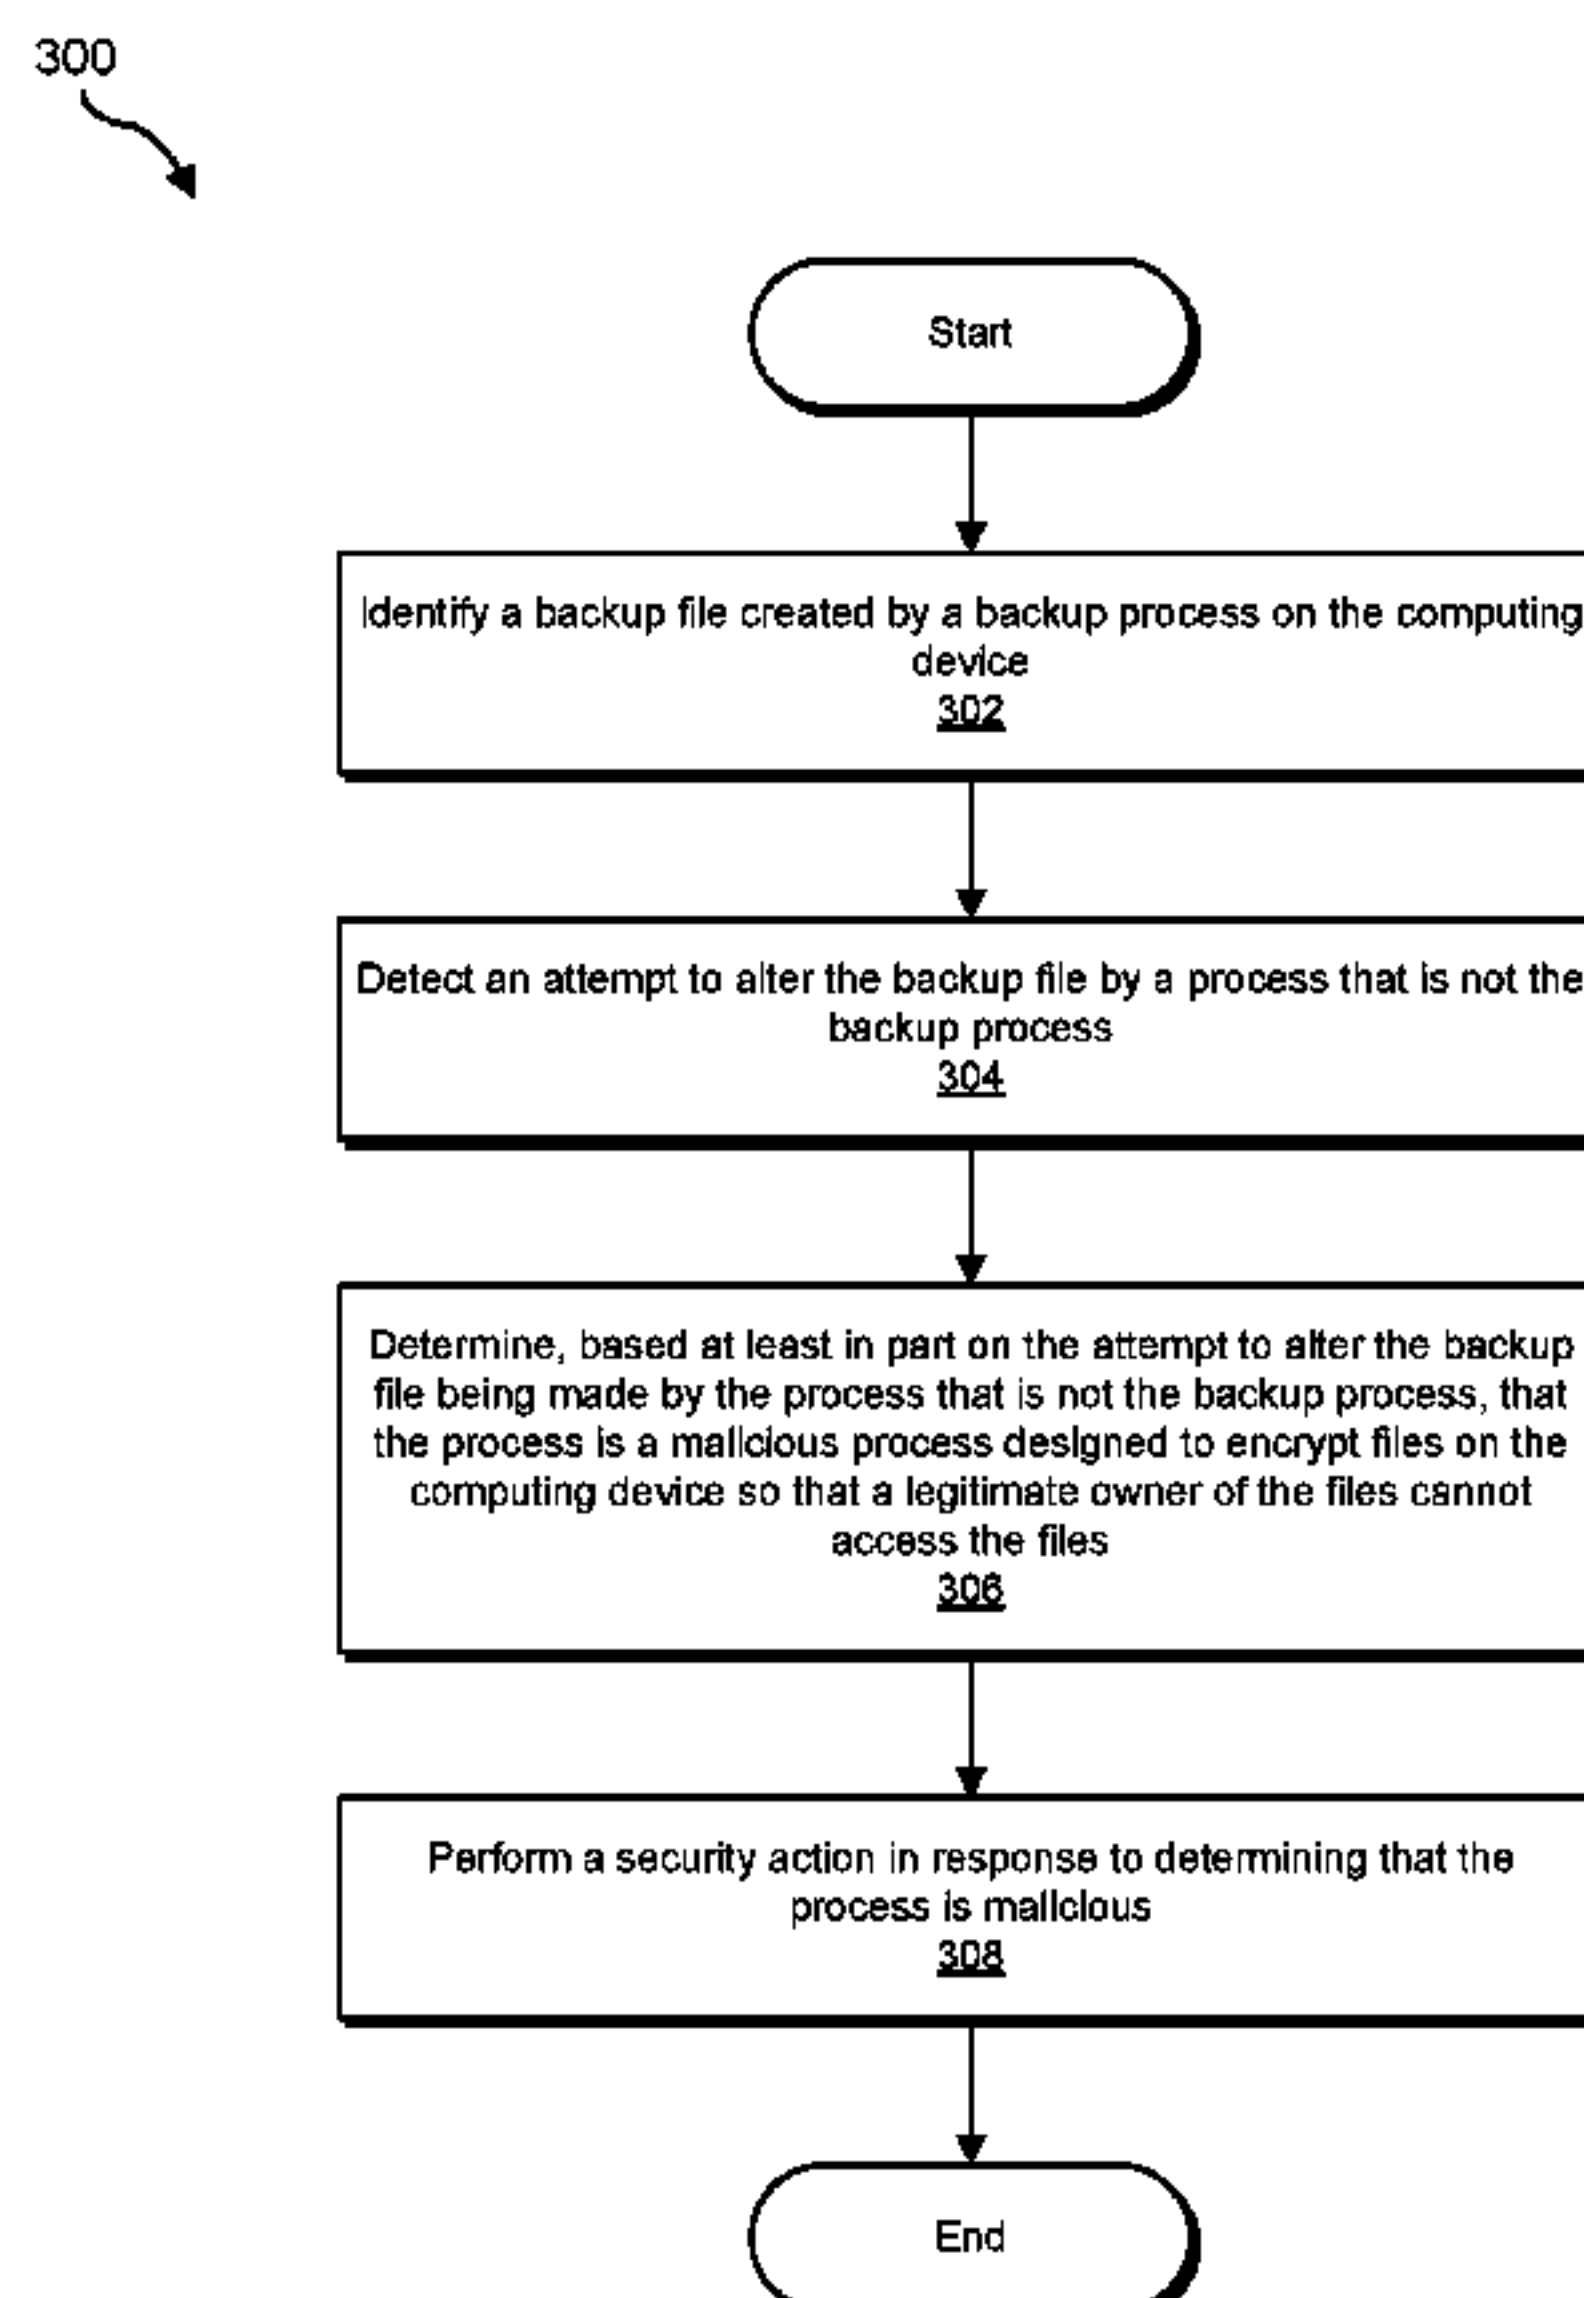 300
Start
Identify a backup file created by a backup process on the computing
device
302
Detect an attempt to alter the backup file by a process that is not the
backup process
304
Determine, based at least in part on the attempt to alter the backup
file being made by the process that is not the backup process, that
the process is a malicious process designed to encrypt files on the
computing device so that a legitimate owner of the files cannot
access the files
306
Perform a security action in response to determining that the
process is malicious
308
End